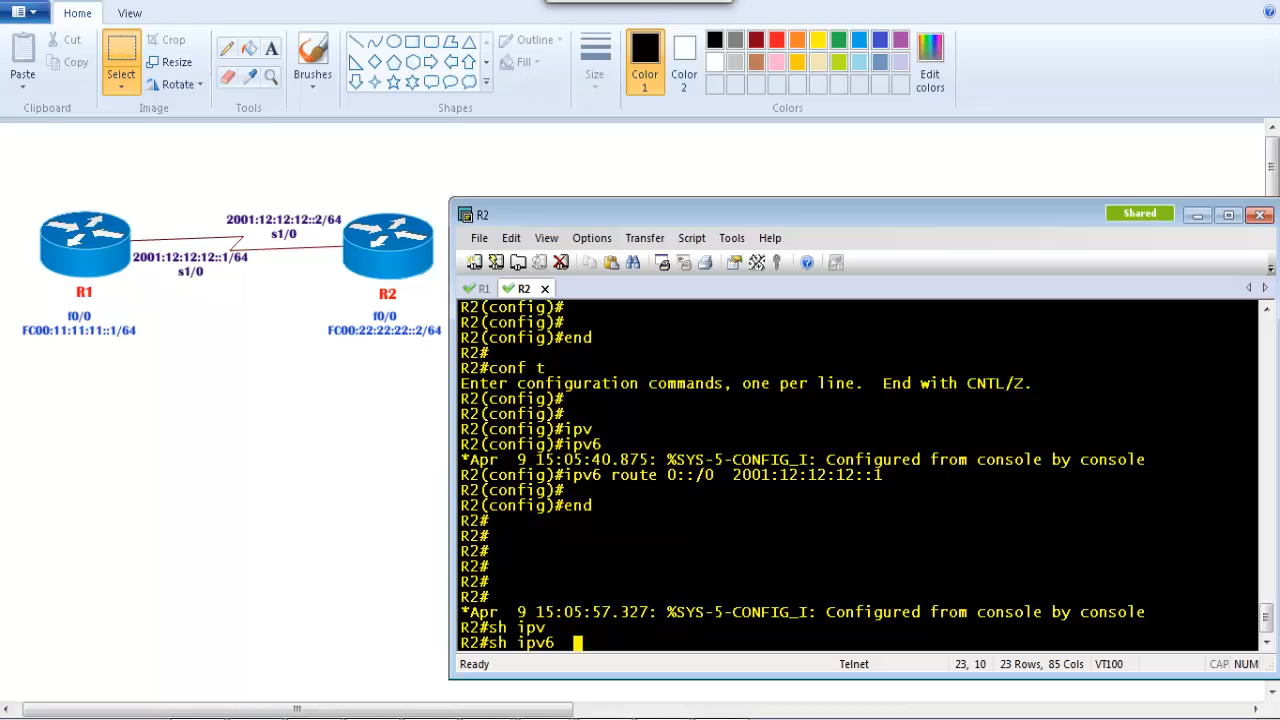 Home
View
Paste
Cut
Copy
Clipboard
Select
Crop
Resize
Rotate
Image
Tools
Brushes
Shapes
Outline
Fill
Size
Color
1
Color
2
Edit
colors
Colors
2001:12:12:12::2/64
s1/0
2001:12:12:12::1/64
s1/0
R1
R2
f0/0
FC00:11:11:11::1/64
f0/0
FC00:22:22:22::2/64
R2
Shared
File Edit View Options Transfer Script Tools Help
R1
R2
R2(config)#
R2(config)#
R2(config)#end
R2#
R2#conf t
Enter configuration commands, one per line.  End with CNTL/Z.
R2(config)#
R2(config)#
R2(config)#ipv
R2(config)#ipv6
*Apr  9 15:05:40.875: %SYS-5-CONFIG_I: Configured from console by console
R2(config)#ipv6 route 0::/0  2001:12:12:12::1
R2(config)#
R2(config)#end
R2#
R2#
R2#
R2#
R2#
R2#
*Apr  9 15:05:57.327: %SYS-5-CONFIG_I: Configured from console by console
R2#sh ipv
R2#sh ipv6
Ready
Telnet
23, 10
23 Rows, 85 Cols
VT100
CAP NUM